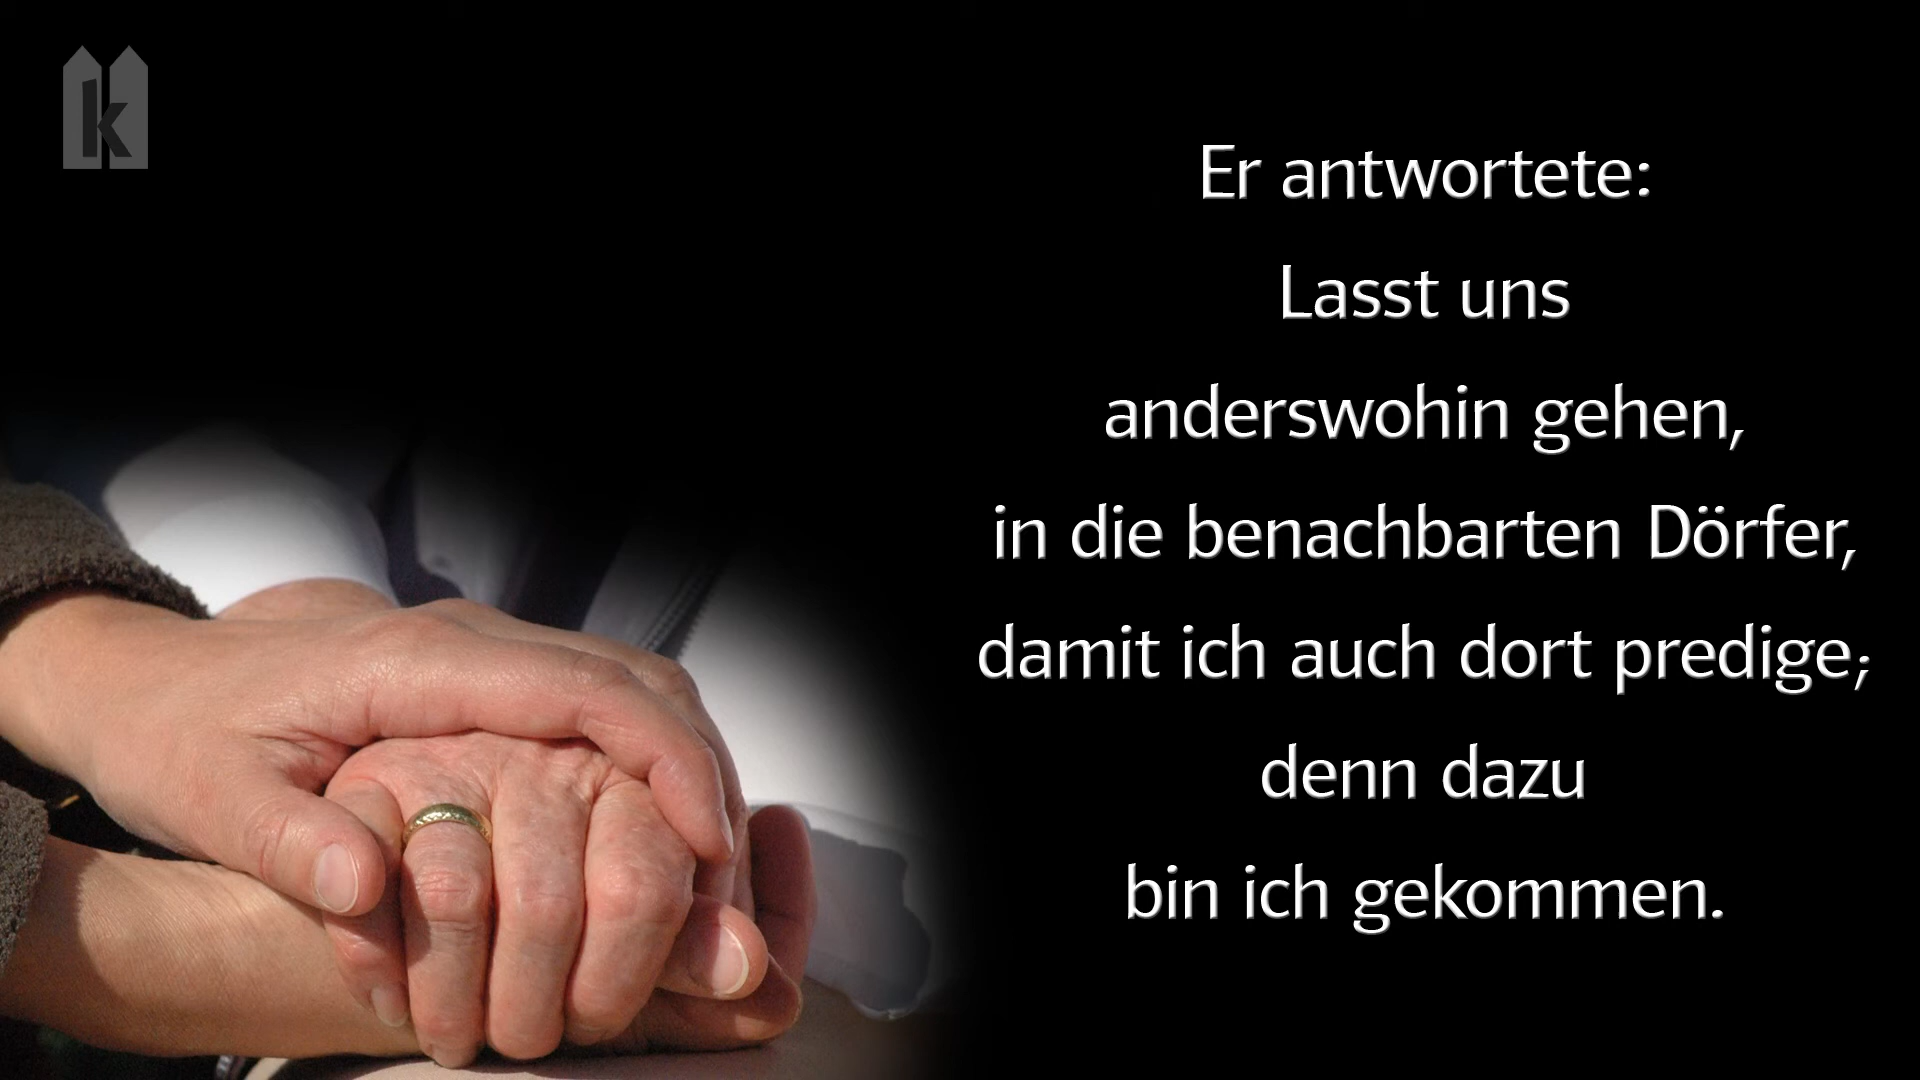 k
Er antwortete:
Lasst uns
anderswohin gehen,
in die benachbarten Dörfer,
damit ich auch dort predige;
denn dazu
bin ich gekommen.